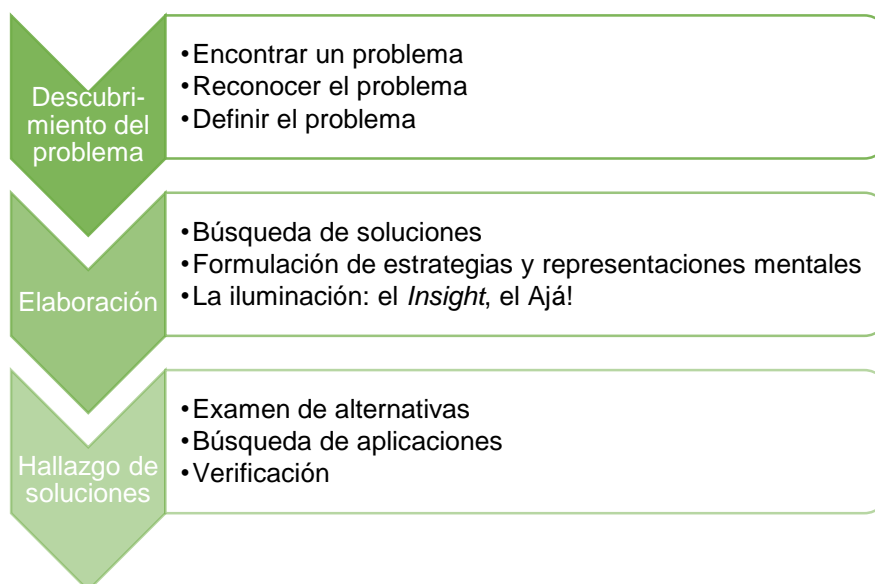 Descubri-
miento del
problema
•Encontrar un problema
•Reconocer el problema
•Definir el problema
Elaboración
•Búsqueda de soluciones
•Formulación de estrategias y representaciones mentales
•La iluminación: el Insight, el Ajá!
Hallazgo de
soluciones
•Examen de alternativas
•Búsqueda de aplicaciones
•Verificación